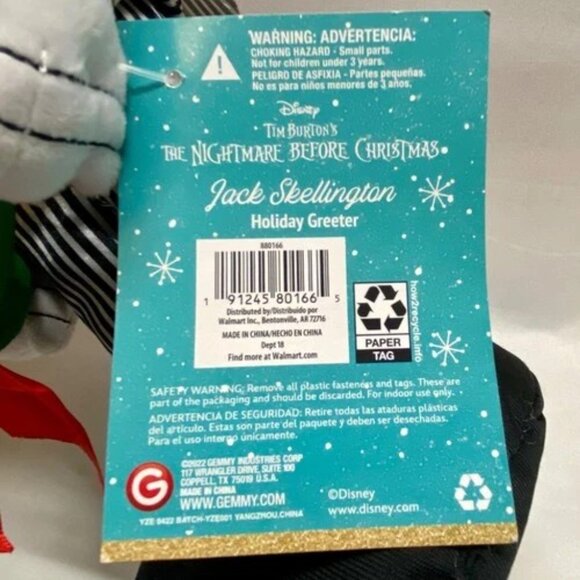 WARNING: ADVERTENCIA:
CHOKING HAZARD - Small parts.
Not for children under 3 years.
PELIGRO DE ASFIXIA - Partes pequeñas.
No es para niños menores de 3 años.
Disney
TIM BURTON'S
THE NIGHTMARE BEFORE CHRISTMAS
Jack Skellington
Holiday Greeter
880166
1 91245 80166 5
Distributed by/Distribuido por
Walmart Inc., Bentonville, AR 72716
MADE IN CHINA/HECHO EN CHINA
Dept 18
Find more at Walmart.com
PAPER
TAG
how2recycle.info
SAFETY WARNING: Remove all plastic fasteners and tags. These are
part of the packaging and should be discarded. For indoor use only.
ADVERTENCIA DE SEGURIDAD: Retire todas las ataduras plásticas
del artículo. Estas son parte del paquete y deben ser desechadas.
Para el uso interno únicamente.
G
©2022 GEMMY INDUSTRIES CORP
117 WRANGLER DRIVE, SUITE 100
COPPELL, TX 75019 U.S.A.
WWW.GEMMY.COM
©Disney
www.disney.com
YZE 0422 BATCH-YZE001 YANGZHOU,CHINA